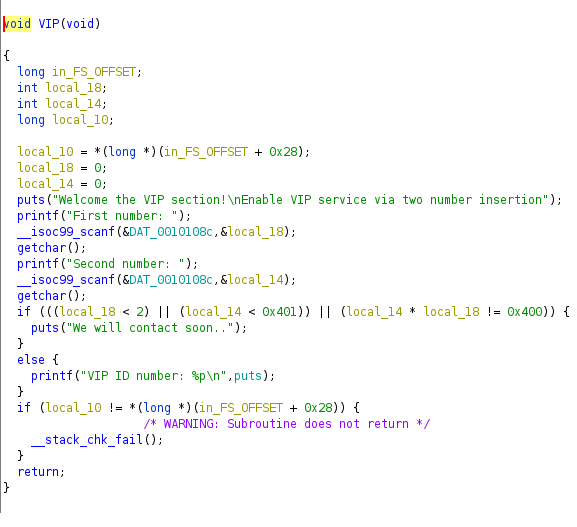 void VIP(void)
{
long in_FS_OFFSET;
int local_18;
int local_14;
long local_10;
local_10 = *(long *)(in_FS_OFFSET + 0x28);
local_18 = 0;
local_14 = 0;
puts("Welcome the VIP section!\nEnable VIP service via two number insertion");
printf("First number: ");
__isoc99_scanf(&DAT_0010108c,&local_18);
getchar();
printf("Second number: ");
__isoc99_scanf(&DAT_0010108c,&local_14);
getchar();
if (((local_18 < 2) || (local_14 < 0x401)) || (local_14 * local_18 != 0x400)) {
puts("We will contact soon..");
}
else {
printf("VIP ID number: %p\n",puts);
}
if (local_10 != *(long *)(in_FS_OFFSET + 0x28)) {
/* WARNING: Subroutine does not return */
__stack_chk_fail();
}
return;
}